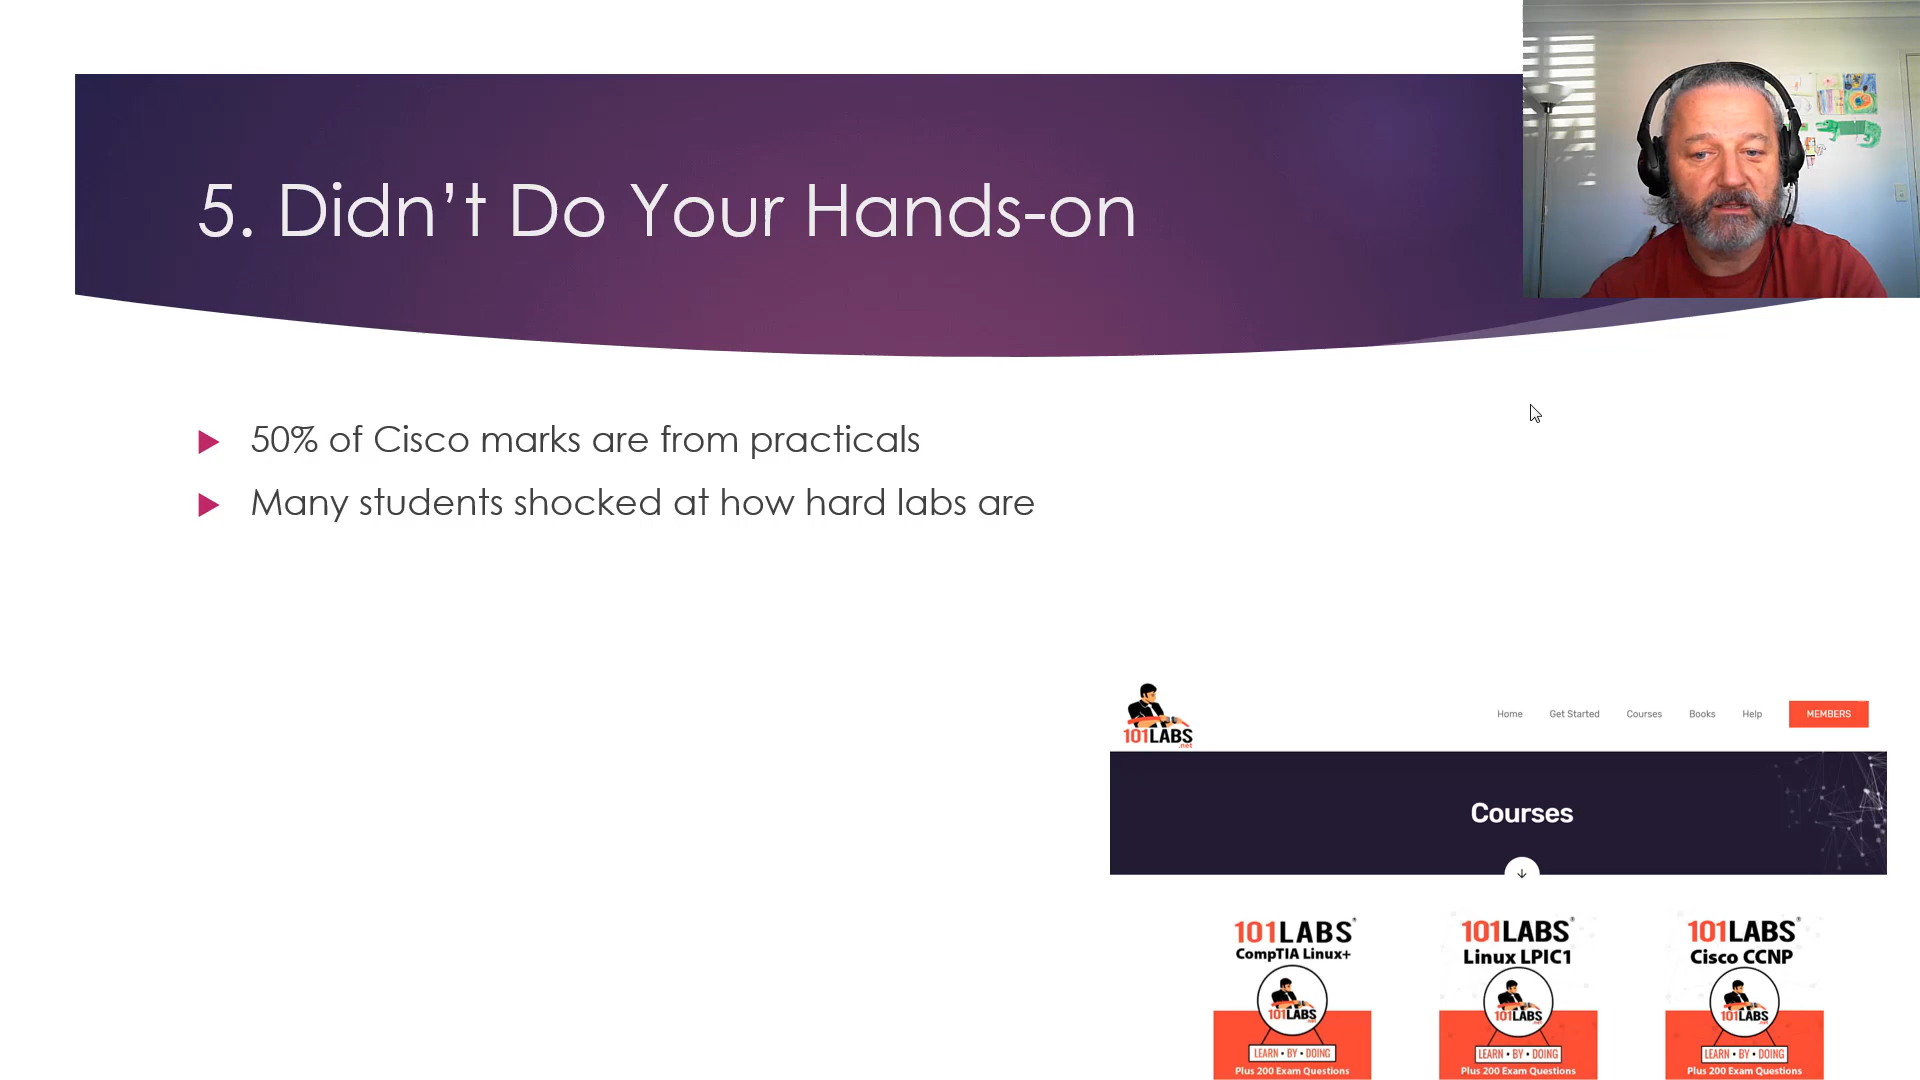 5. Didn’t Do Your Hands-on
50% of Cisco marks are from practicals
Many students shocked at how hard labs are
101LABS
.net
Home Get Started Courses Books Help MEMBERS
Courses
101LABS®
CompTIA Linux+
101LABS
LEARN • BY • DOING
Plus 200 Exam Questions
101LABS®
Linux LPIC1
101LABS
LEARN • BY • DOING
Plus 200 Exam Questions
101LABS®
Cisco CCNP
101LABS
LEARN • BY • DOING
Plus 200 Exam Questions